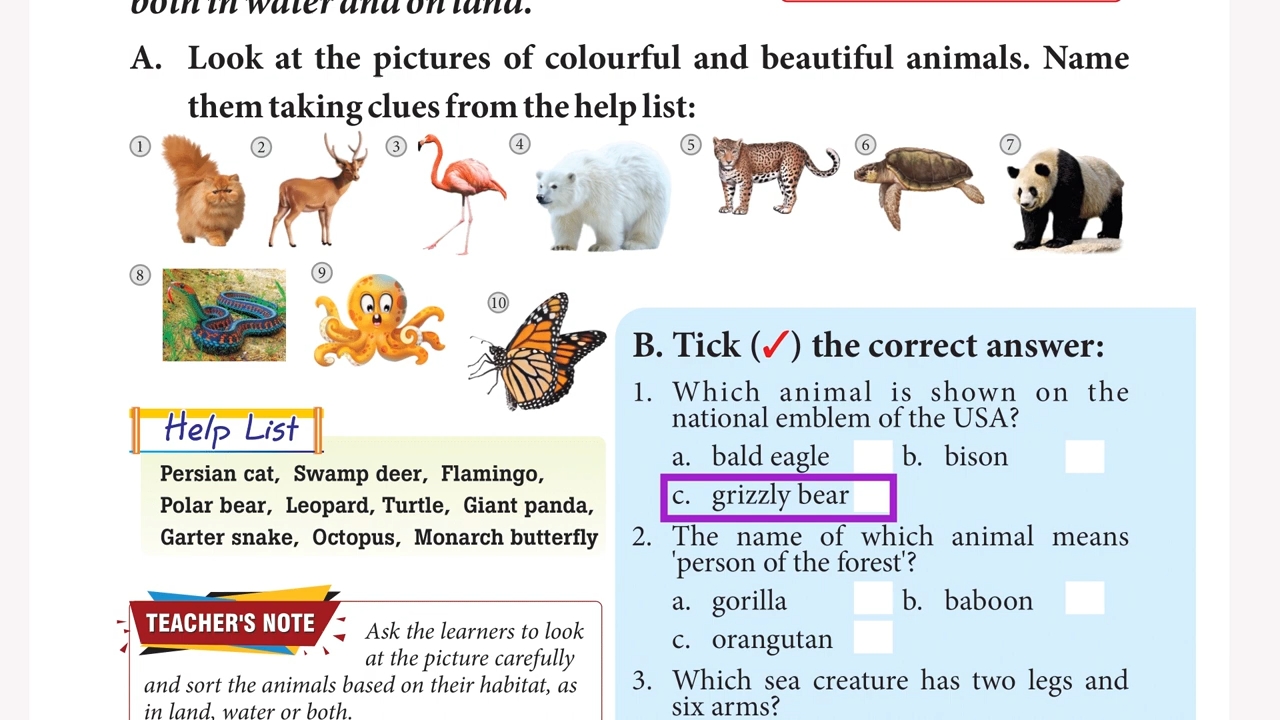 both in water and on land.
A. Look at the pictures of colourful and beautiful animals. Name
them taking clues from the help list:
1 2 3 4 5 6 7
8 9 10
Help List
Persian cat, Swamp deer, Flamingo,
Polar bear, Leopard, Turtle, Giant panda,
Garter snake, Octopus, Monarch butterfly
TEACHER'S NOTE
Ask the learners to look
at the picture carefully
and sort the animals based on their habitat, as
in land, water or both.
B. Tick (✓) the correct answer:
1. Which animal is shown on the
national emblem of the USA?
a. bald eagle b. bison
c. grizzly bear
2. The name of which animal means
'person of the forest'?
a. gorilla b. baboon
c. orangutan
3. Which sea creature has two legs and
six arms?